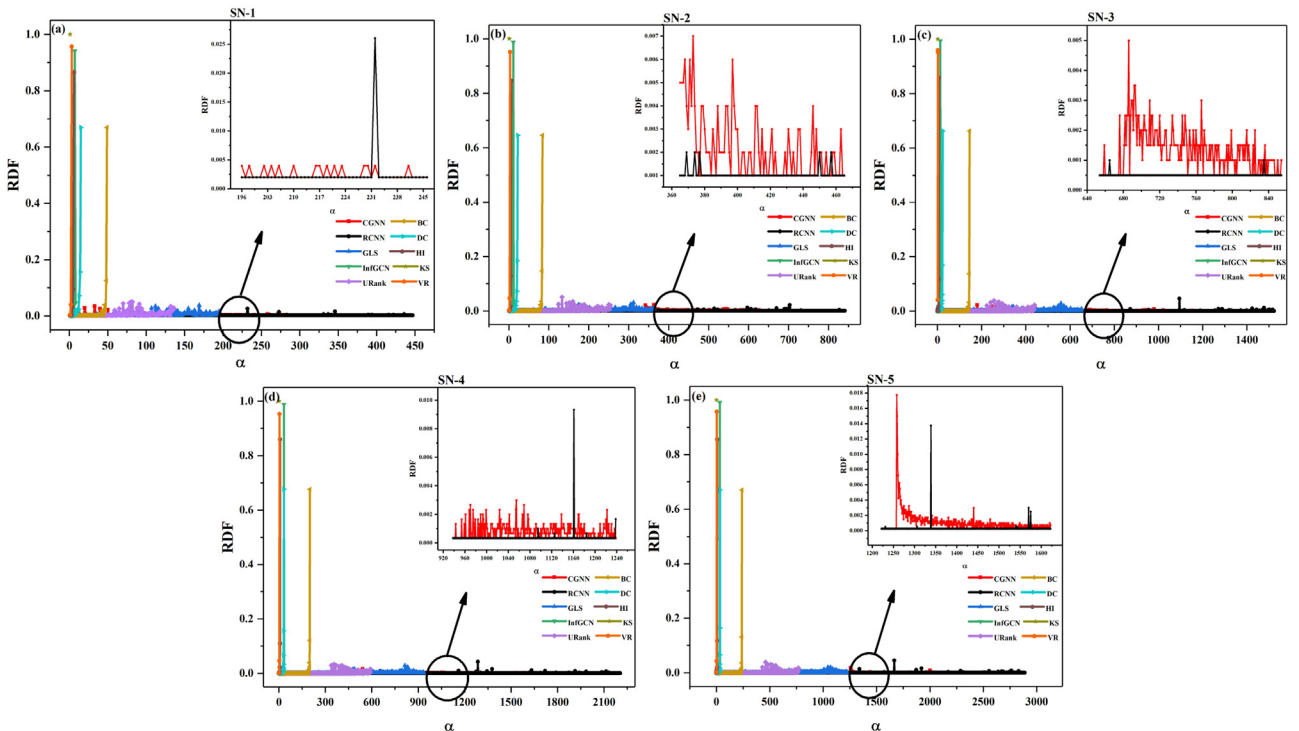 SN-1
(a)
RDF
1.0
0.8
0.6
0.4
0.2
0.0
0 50 100 150 200 250 300 350 400 450
α
RDF
0.025
0.020
0.015
0.010
0.005
0.000
196 203 210 217 224 231 238 245
α
CGNN BC
RCNN DC
GLS HI
InfGCN KS
URank VR
SN-2
(b)
RDF
1.0
0.8
0.6
0.4
0.2
0.0
0 100 200 300 400 500 600 700 800
α
RDF
0.007
0.006
0.005
0.004
0.003
0.002
0.001
360 380 400 420 440 460
α
CGNN BC
RCNN DC
GLS HI
InfGCN KS
URank VR
SN-3
(c)
RDF
1.0
0.8
0.6
0.4
0.2
0.0
0 200 400 600 800 1000 1200 1400
α
RDF
0.005
0.004
0.003
0.002
0.001
0.000
640 680 720 760 800 840
α
CGNN BC
RCNN DC
GLS HI
InfGCN KS
URank VR
SN-4
(d)
RDF
1.0
0.8
0.6
0.4
0.2
0.0
0 300 600 900 1200 1500 1800 2100
α
RDF
0.010
0.008
0.006
0.004
0.002
0.000
920 960 1000 1040 1080 1120 1160 1200 1240
α
CGNN BC
RCNN DC
GLS HI
InfGCN KS
URank VR
SN-5
(e)
RDF
1.0
0.8
0.6
0.4
0.2
0.0
0 500 1000 1500 2000 2500 3000
α
RDF
0.018
0.016
0.014
0.012
0.010
0.008
0.006
0.004
0.002
0.000
1200 1250 1300 1350 1400 1450 1500 1550 1600
α
CGNN BC
RCNN DC
GLS HI
InfGCN KS
URank VR